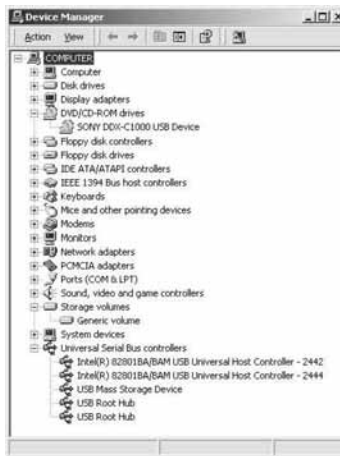 Device Manager
Action View
COMPUTER
Computer
Disk drives
Display adapters
DVD/CD-ROM drives
SONY DDX-C1000 USB Device
Floppy disk controllers
Floppy disk drives
IDE ATA/ATAPI controllers
IEEE 1394 Bus host controllers
Keyboards
Mice and other pointing devices
Modems
Monitors
Network adapters
PCMCIA adapters
Ports (COM & LPT)
Sound, video and game controllers
Storage volumes
Generic volume
System devices
Universal Serial Bus controllers
Intel(R) 82801BA/BAM USB Universal Host Controller - 2442
Intel(R) 82801BA/BAM USB Universal Host Controller - 2444
USB Mass Storage Device
USB Root Hub
USB Root Hub